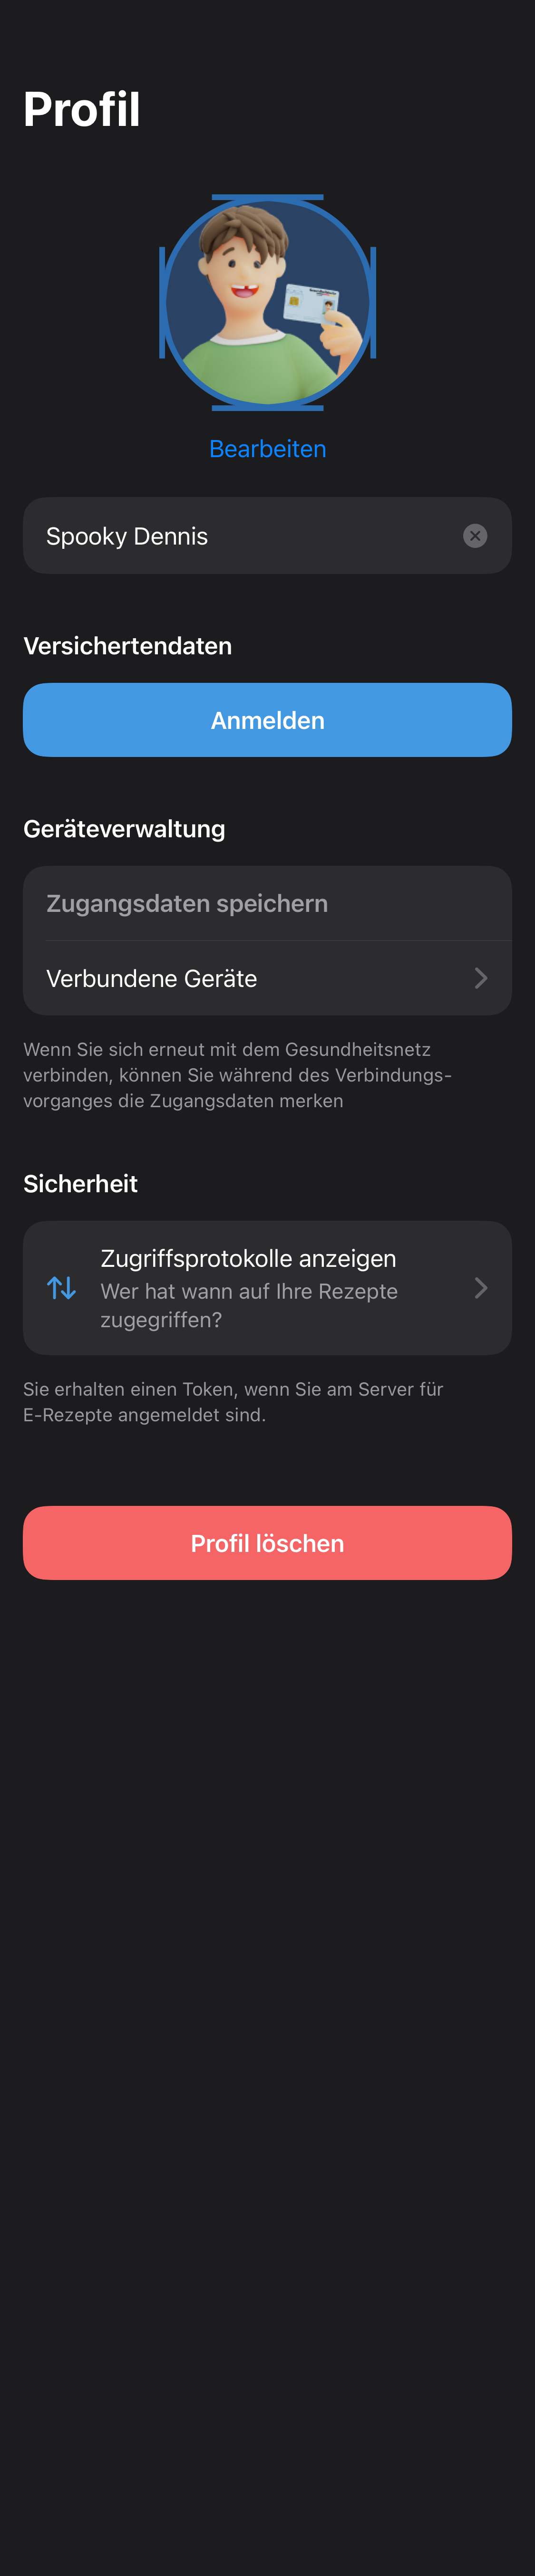 Profil
Bearbeiten
Spooky Dennis
Versichertendaten
Anmelden
Geräteverwaltung
Zugangsdaten speichern
Verbundene Geräte
Wenn Sie sich erneut mit dem Gesundheitsnetz
verbinden, können Sie während des Verbindungs-
vorganges die Zugangsdaten merken
Sicherheit
Zugriffsprotokolle anzeigen
Wer hat wann auf Ihre Rezepte
zugegriffen?
Sie erhalten einen Token, wenn Sie am Server für
E-Rezepte angemeldet sind.
Profil löschen